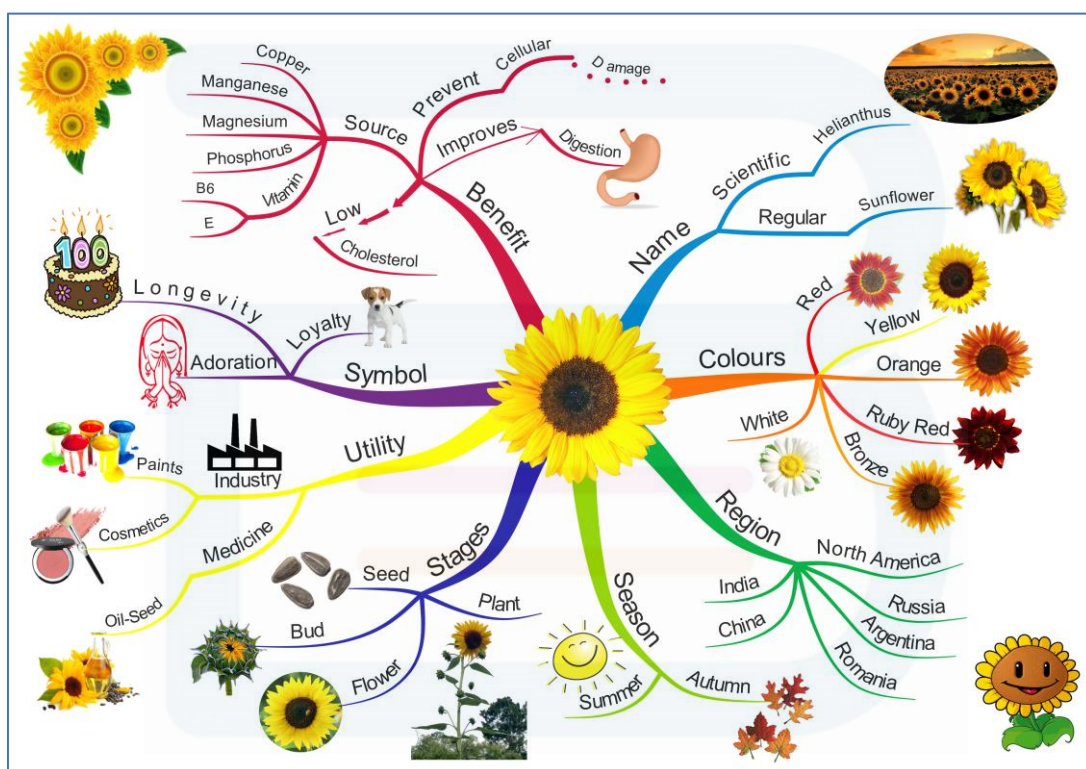 Benefit
Source
Copper
Manganese
Magnesium
Phosphorus
Vitamin
B6
E
Prevent
Cellular
Damage
Improves
Digestion
Low
Cholesterol
Name
Scientific
Helianthus
Regular
Sunflower
Colours
Red
Yellow
Orange
Ruby Red
Bronze
White
Region
North America
Russia
Argentina
Romania
India
China
Season
Summer
Autumn
Stages
Seed
Bud
Flower
Plant
Utility
Industry
Paints
Cosmetics
Medicine
Oil-Seed
Symbol
Longevity
100
Adoration
Loyalty